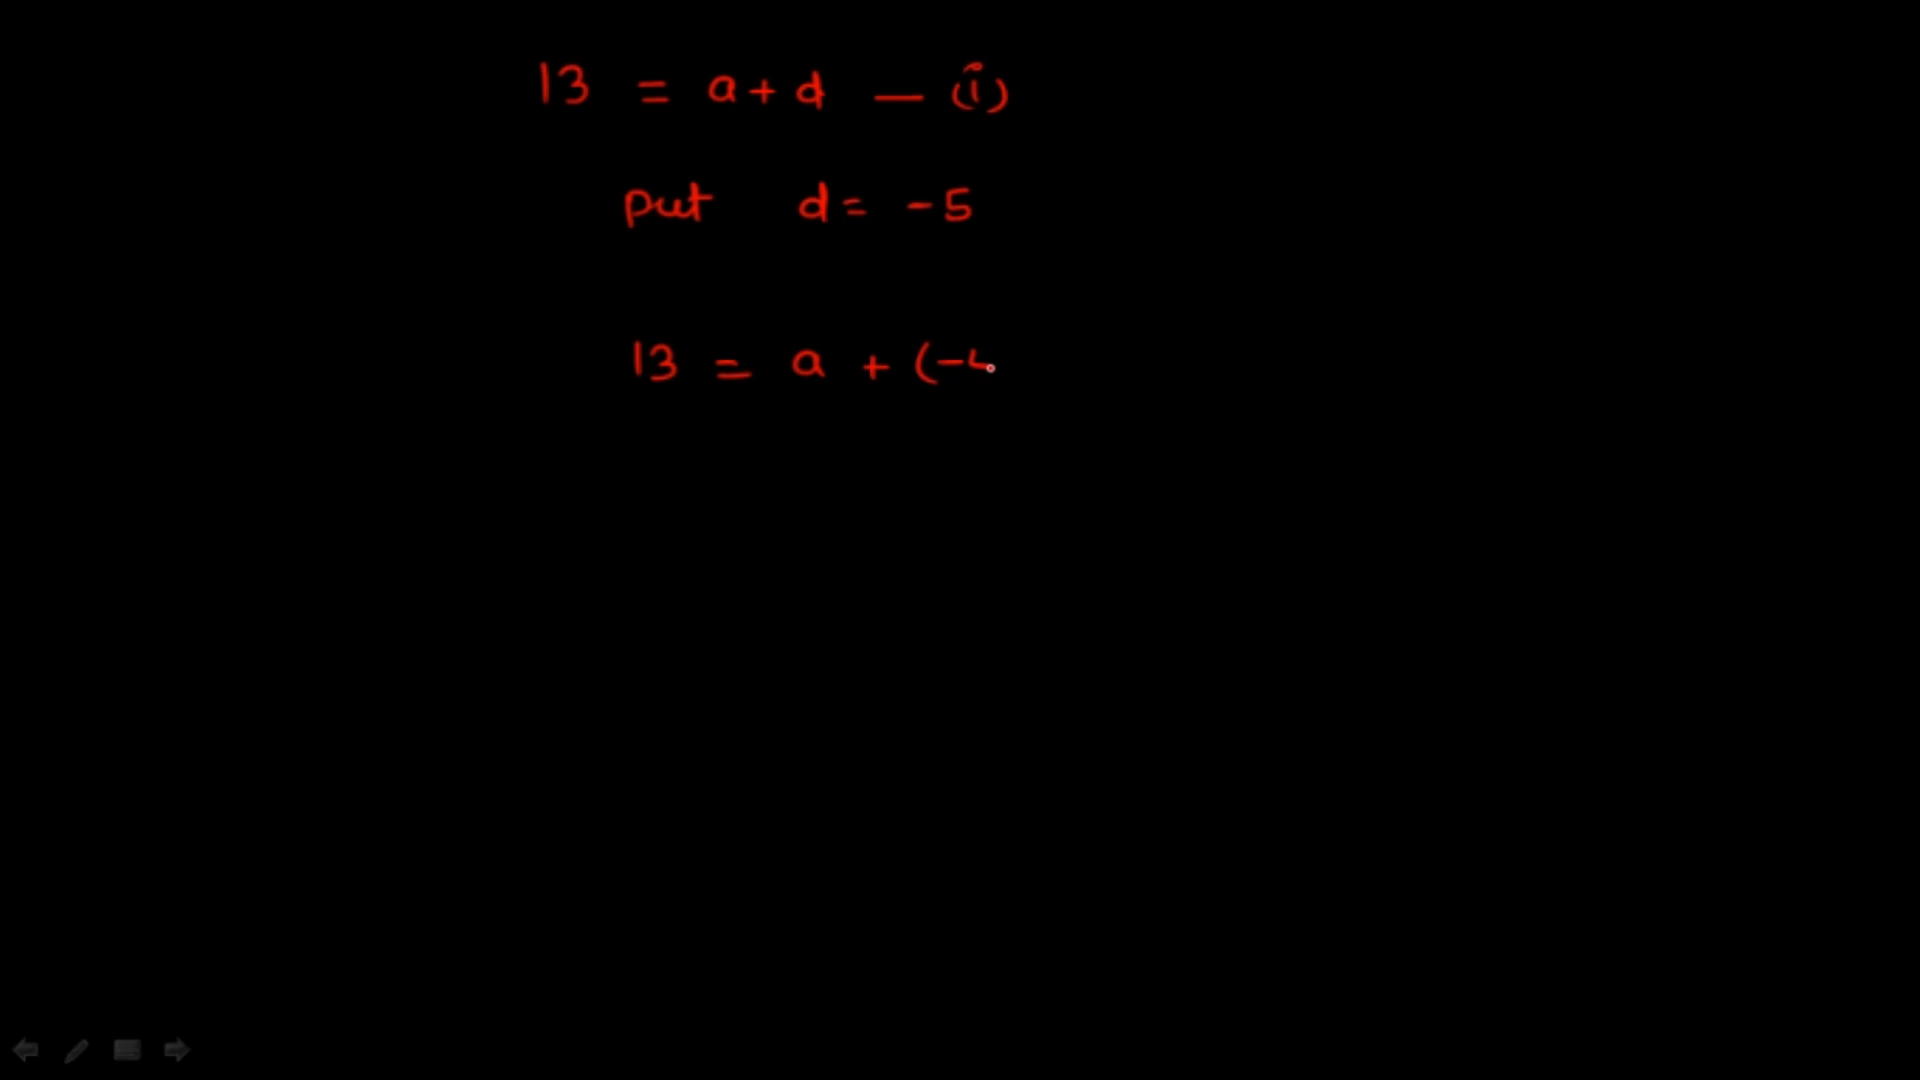 13 = a + d — (i)
put d = -5
13 = a + (-